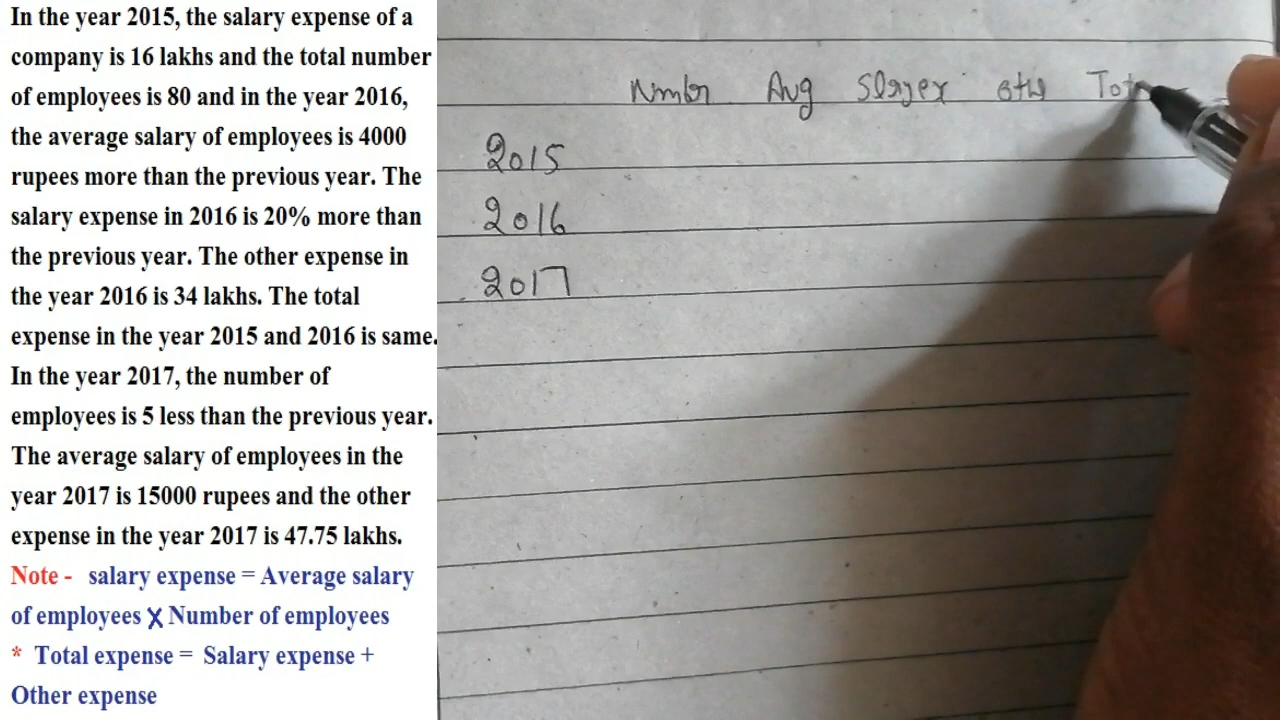 In the year 2015, the salary expense of a
company is 16 lakhs and the total number
of employees is 80 and in the year 2016,
the average salary of employees is 4000
rupees more than the previous year. The
salary expense in 2016 is 20% more than
the previous year. The other expense in
the year 2016 is 34 lakhs. The total
expense in the year 2015 and 2016 is same.
In the year 2017, the number of
employees is 5 less than the previous year.
The average salary of employees in the
year 2017 is 15000 rupees and the other
expense in the year 2017 is 47.75 lakhs.
Note - salary expense = Average salary
of employees X Number of employees
* Total expense = Salary expense +
Other expense
Avg
2015
2016
2017